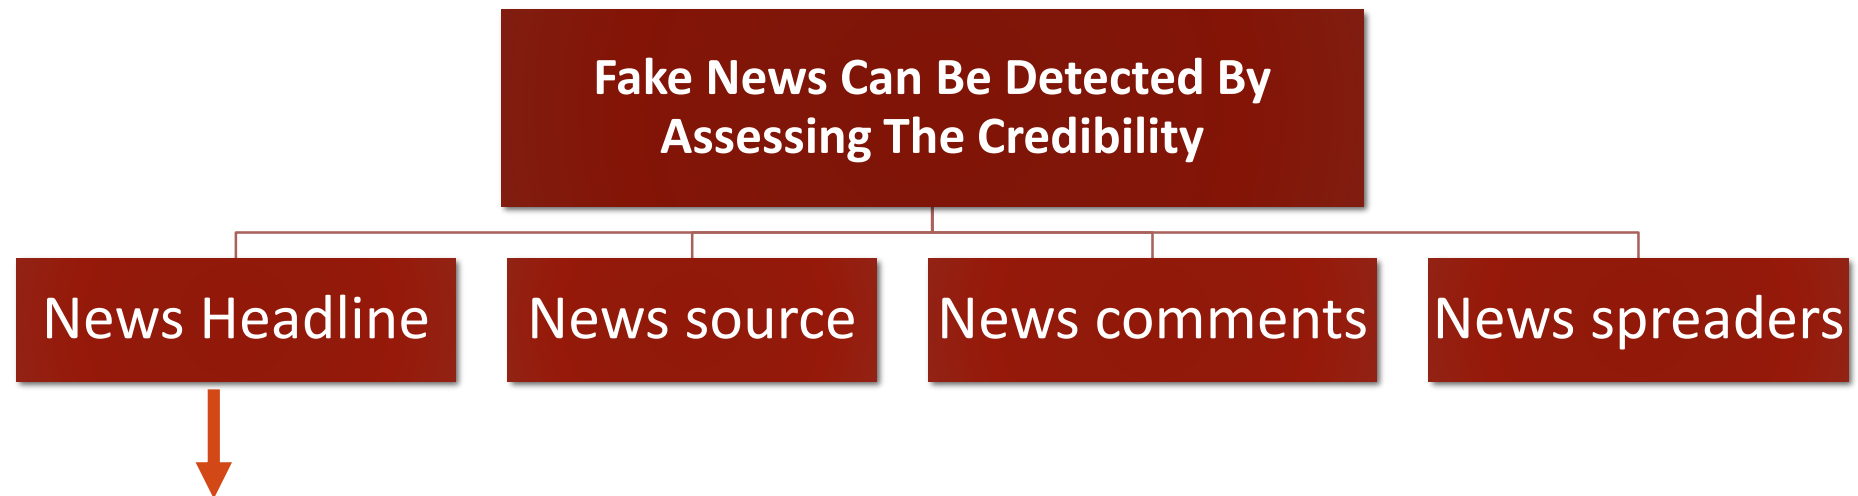 Fake News Can Be Detected By
Assessing The Credibility
News Headline
News source
News comments
News spreaders